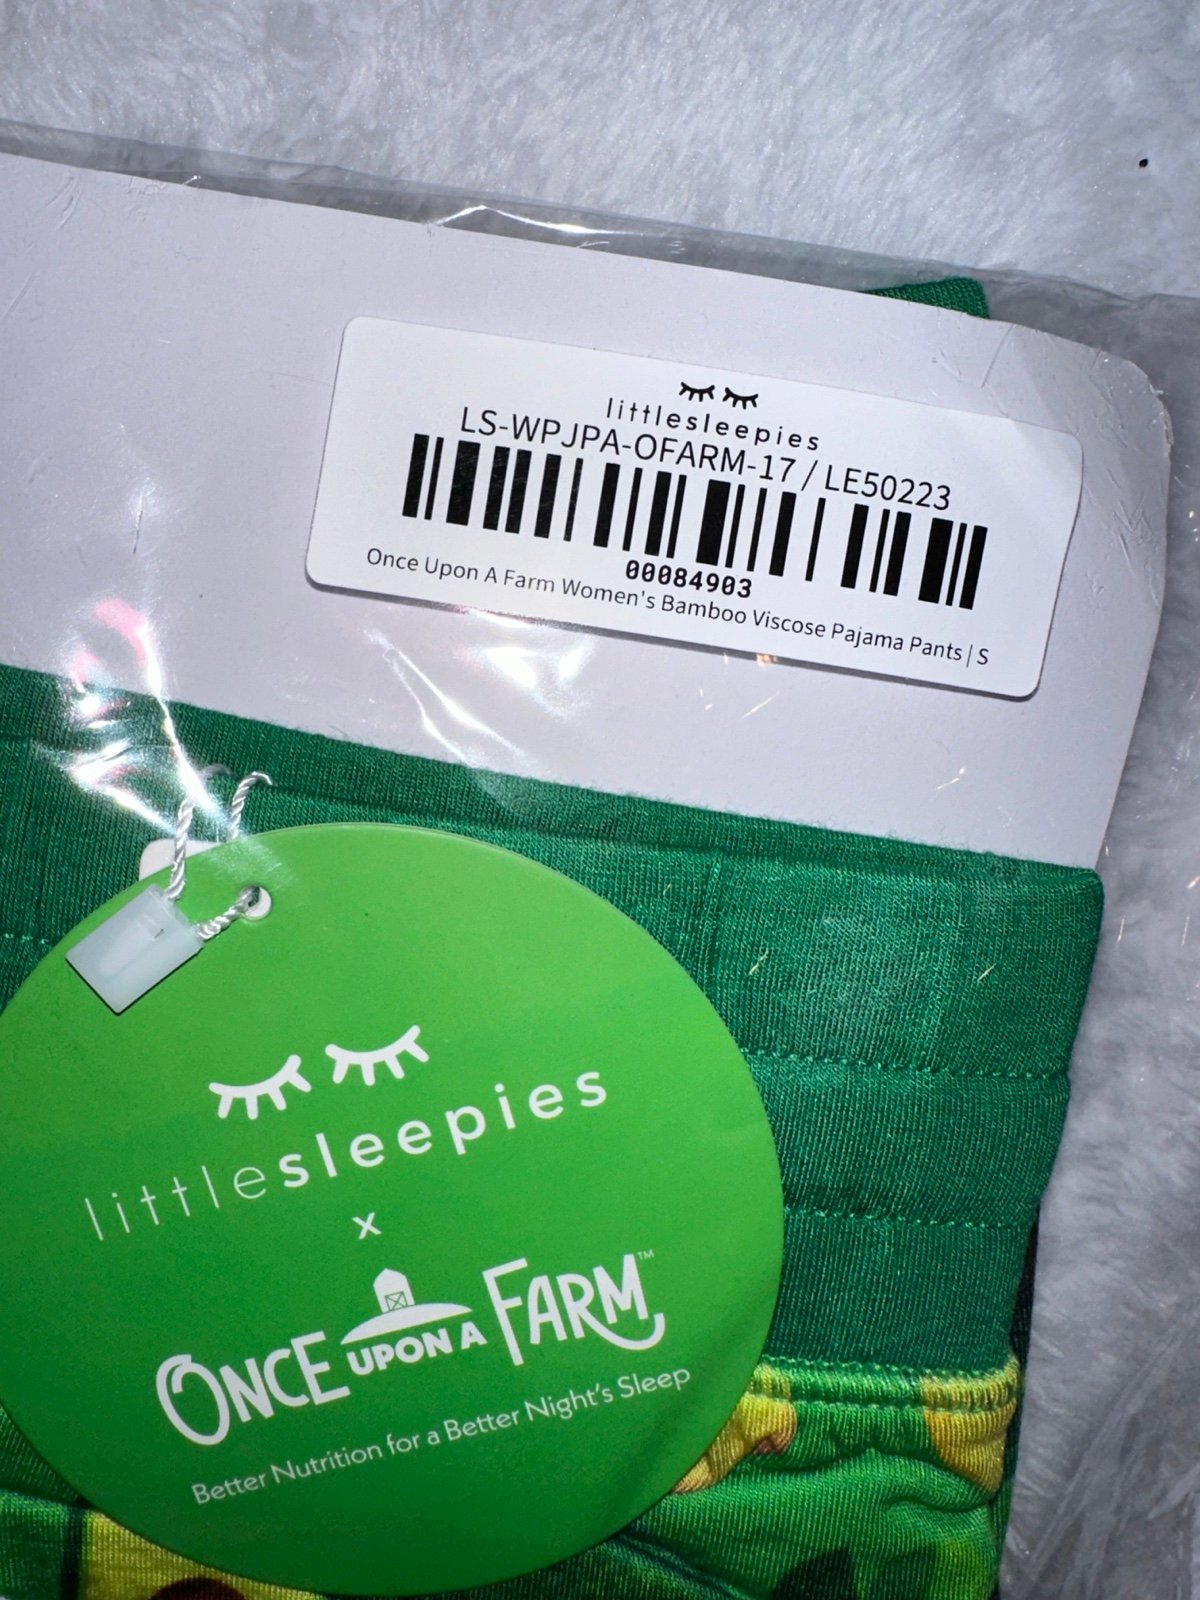 littlesleepies
LS-WPJPA-OFARM-17 / LE50223
00084903
Once Upon A Farm Women's Bamboo Viscose Pajama Pants | S
littlesleepies
x
ONCE UPON A FARM™
Better Nutrition for a Better Night's Sleep